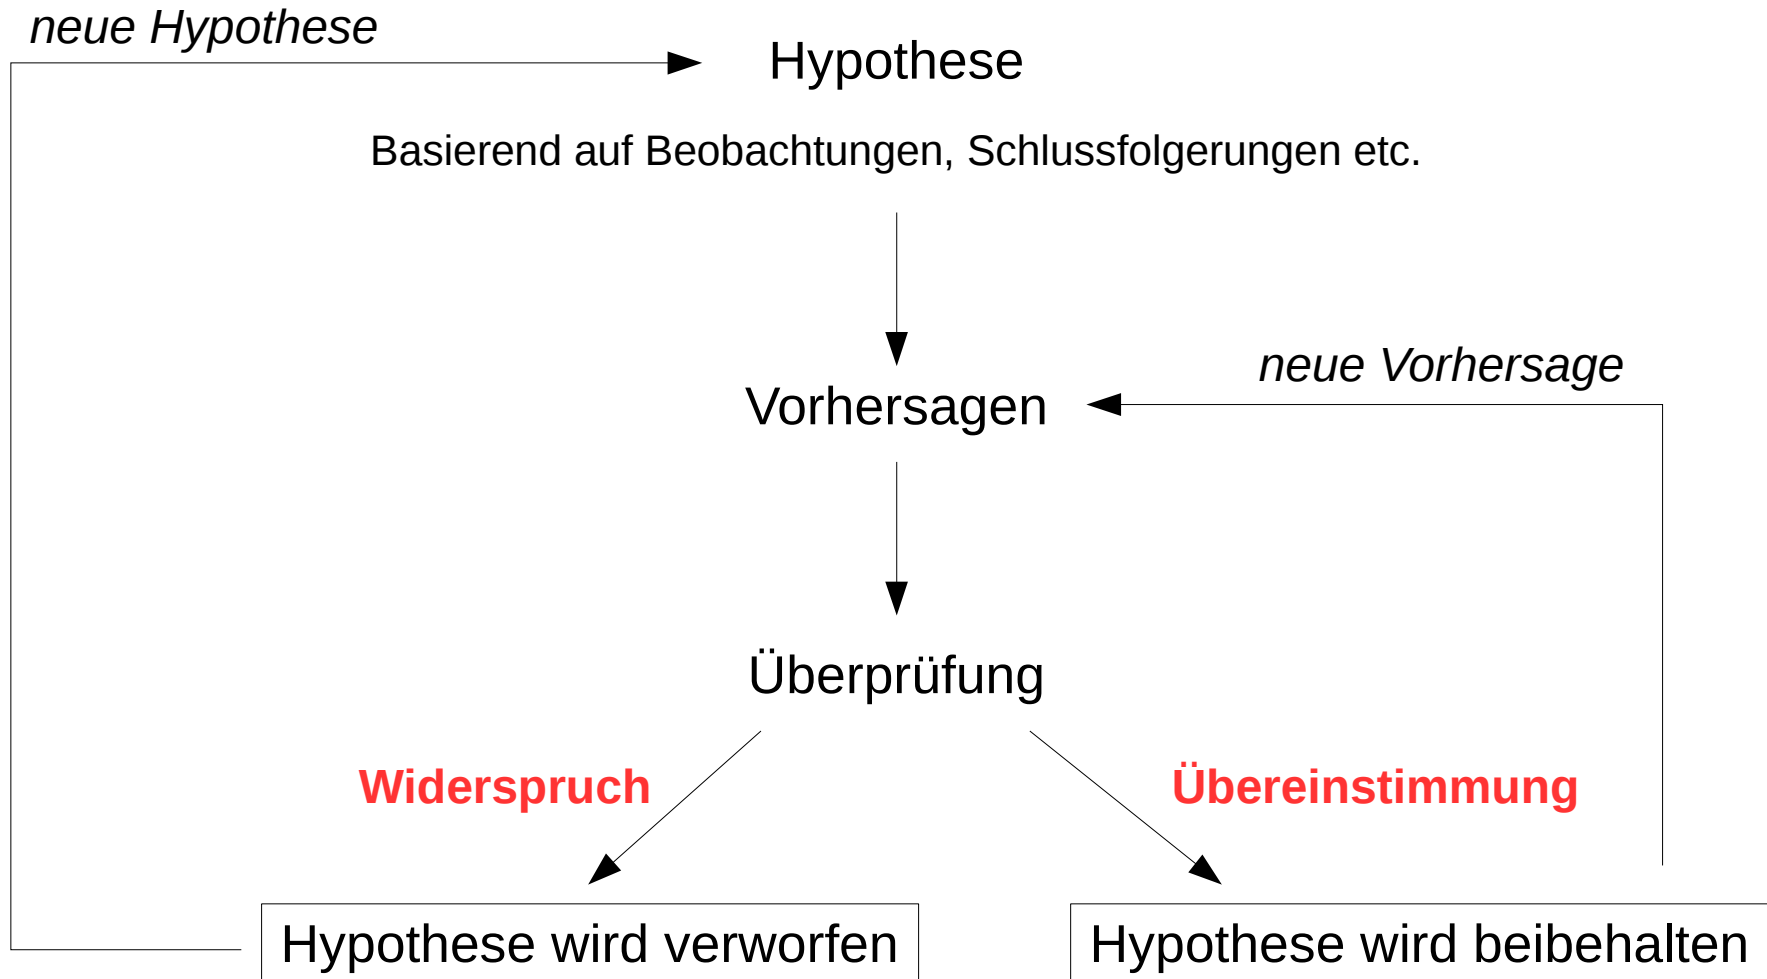 neue Hypothese
Hypothese
Basierend auf Beobachtungen, Schlussfolgerungen etc.
neue Vorhersage
Vorhersagen
Überprüfung
Widerspruch
Übereinstimmung
Hypothese wird verworfen
Hypothese wird beibehalten